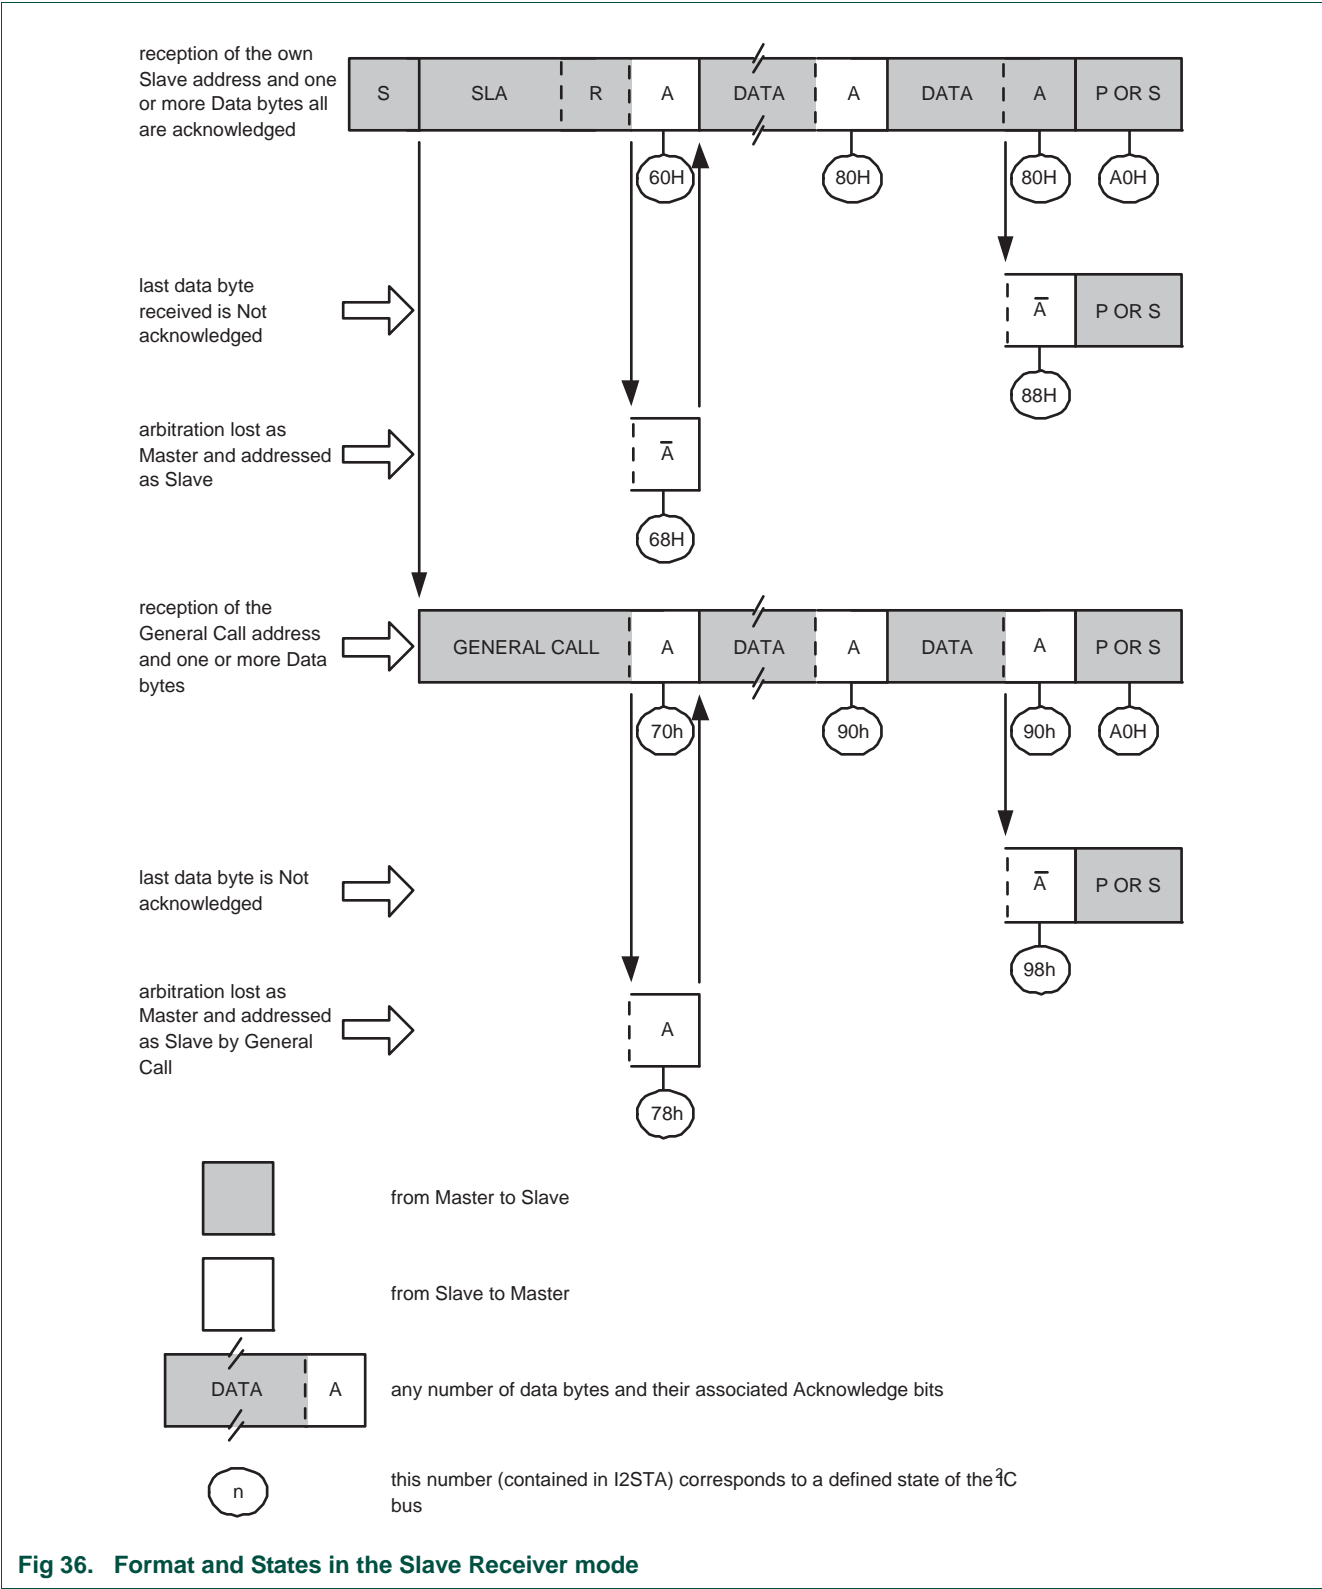 reception of the own
Slave address and one
or more Data bytes all
are acknowledged
S SLA R A DATA A DATA A P OR S
60H 80H 80H A0H
last data byte
received is Not
acknowledged
A̅ P OR S
88H
arbitration lost as
Master and addressed
as Slave
A̅
68H
reception of the
General Call address
and one or more Data
bytes
GENERAL CALL A DATA A DATA A P OR S
70h 90h 90h A0H
last data byte is Not
acknowledged
A̅ P OR S
98h
arbitration lost as
Master and addressed
as Slave by General
Call
A
78h
from Master to Slave
from Slave to Master
DATA A any number of data bytes and their associated Acknowledge bits
n this number (contained in I2STA) corresponds to a defined state of the I²C
bus
Fig 36. Format and States in the Slave Receiver mode